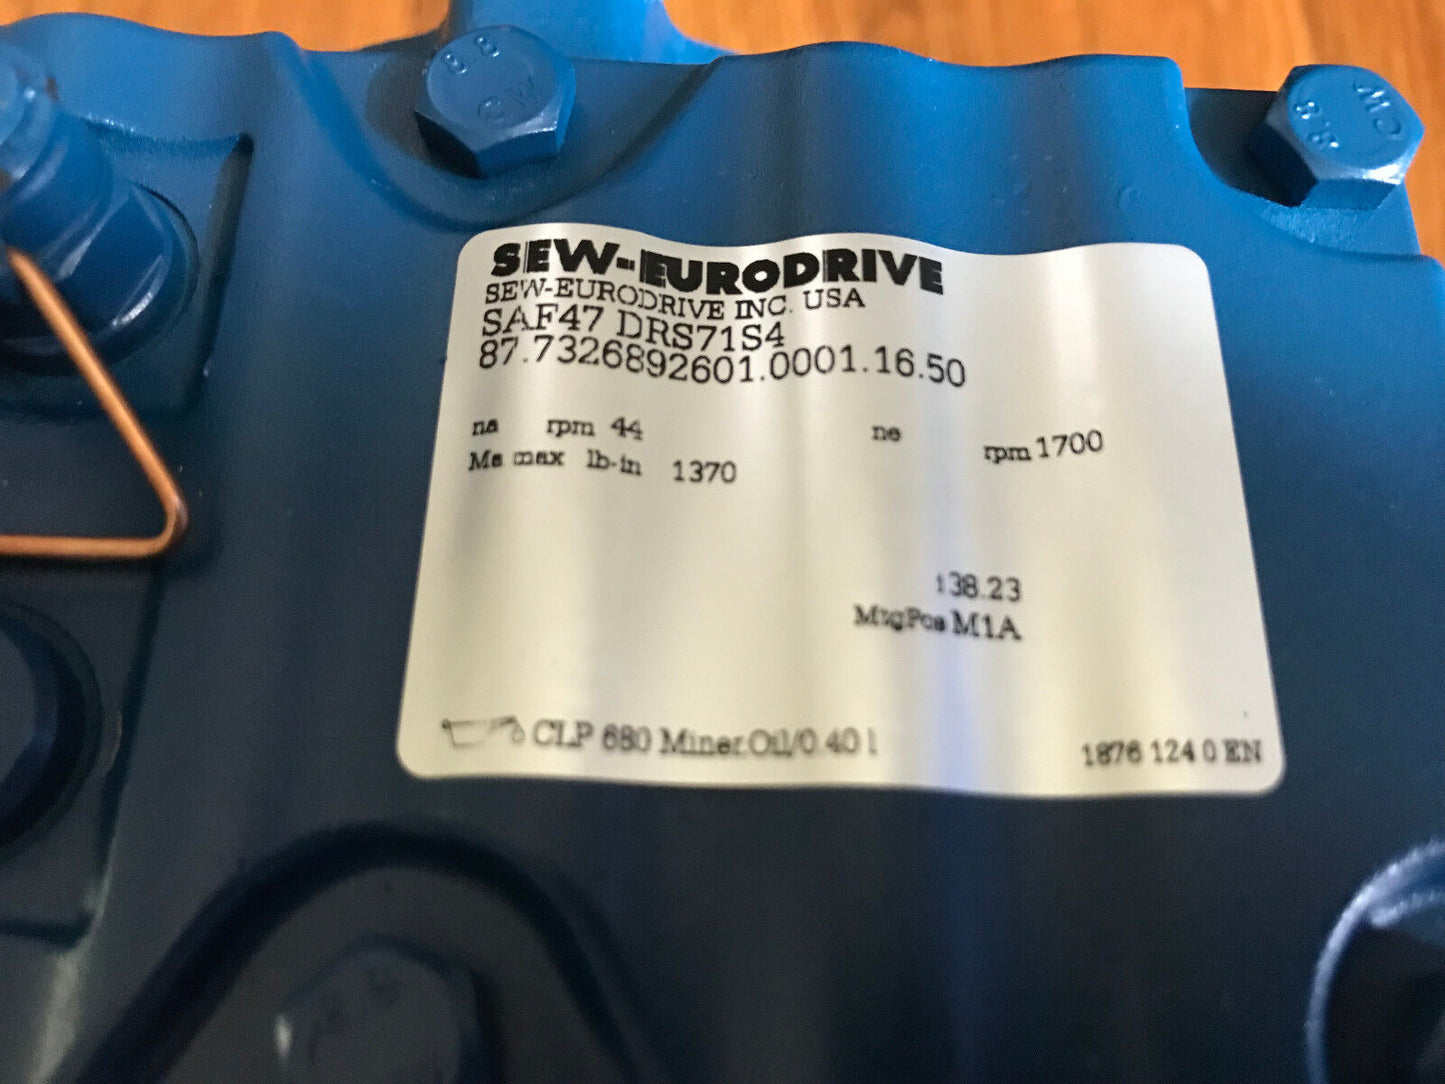 8 8
CW
CW
8.8
SEW-EURODRIVE
SEW-EURODRIVE INC. USA
SAF47 DRS71S4
87.7326892601.0001.16.50
na rpm 44 ne rpm 1700
Ma max lb-in 1370
i 38.23
MtgPos M1A
CLP 680 Miner.Oil/0.40 l
1876 124 0 EN